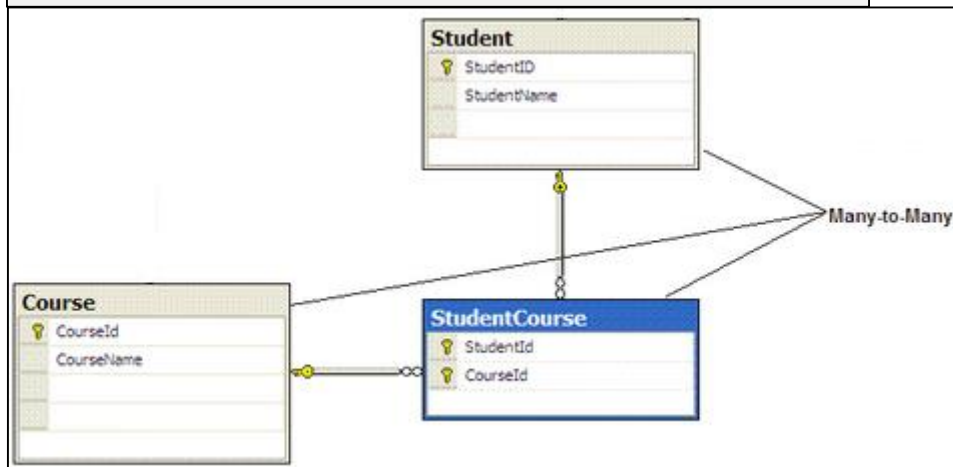 Student
StudentID
StudentName
Many-to-Many
Course
CourseId
CourseName
StudentCourse
StudentId
CourseId